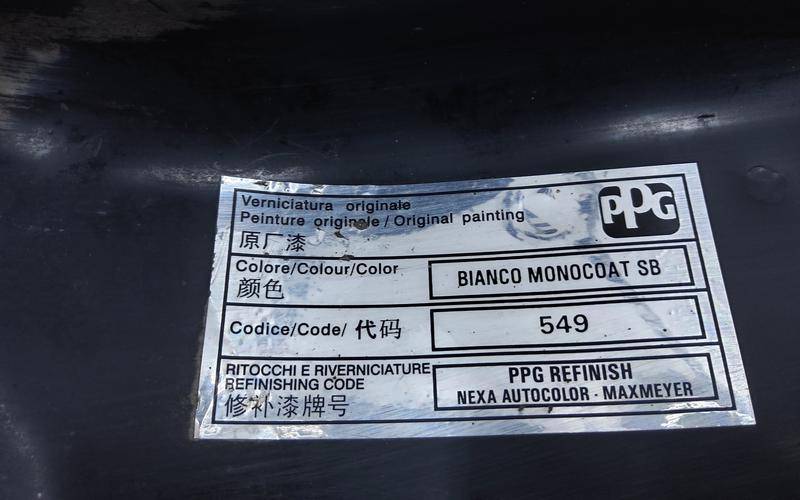 Verniciatura originale
Peinture originale / Original painting
原厂漆
PPG
Colore/Colour/Color
颜色
BIANCO MONOCOAT SB
Codice/Code/ 代码
549
RITOCCHI E RIVERNICIATURE
REFINISHING CODE
修补漆牌号
PPG REFINISH
NEXA AUTOCOLOR - MAXMEYER